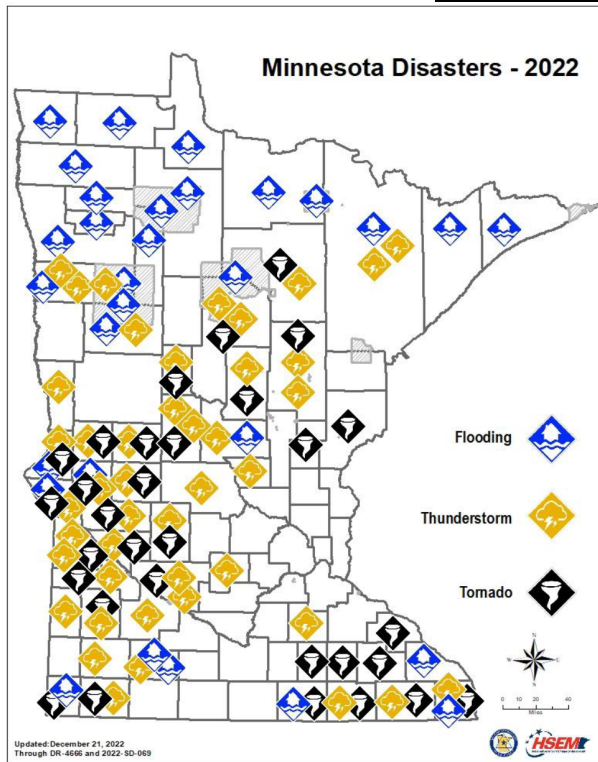 Minnesota Disasters - 2022
Flooding
Thunderstorm
Tornado
N
W
E
S
0 10 20 40
Miles
Updated:December 21, 2022
Through DR-4666 and 2022-SD-069
HSEM